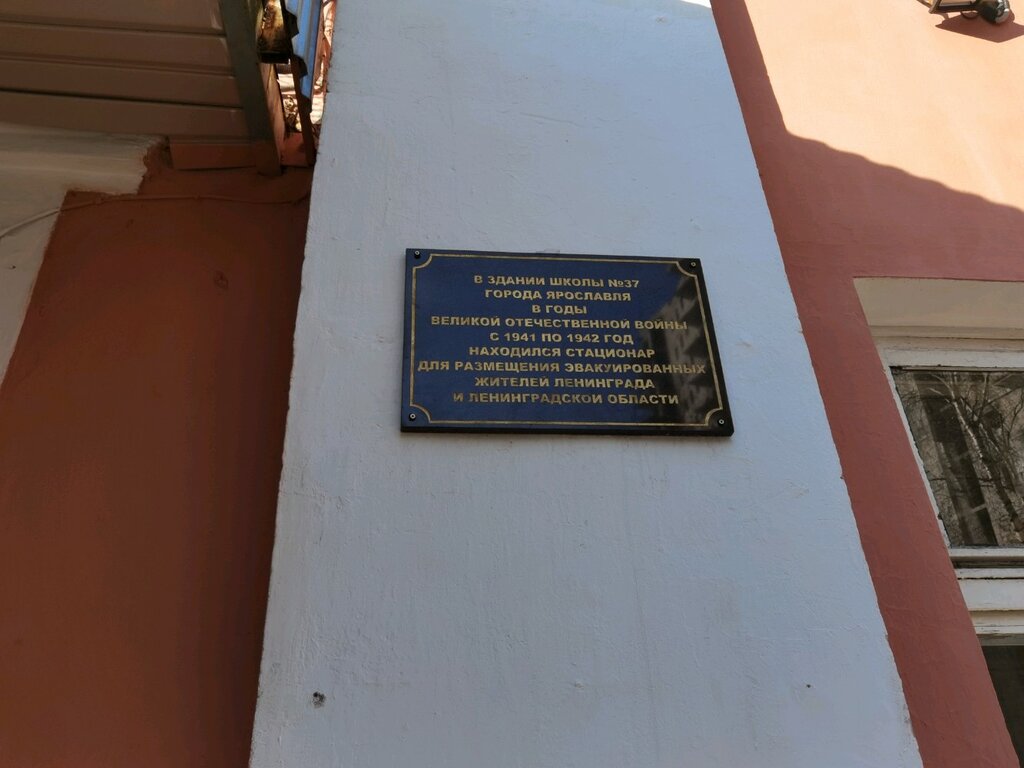 В ЗДАНИИ ШКОЛЫ №37
ГОРОДА ЯРОСЛАВЛЯ
В ГОДЫ
ВЕЛИКОЙ ОТЕЧЕСТВЕННОЙ ВОЙНЫ
С 1941 ПО 1942 ГОД
НАХОДИЛСЯ СТАЦИОНАР
ДЛЯ РАЗМЕЩЕНИЯ ЭВАКУИРОВАННЫХ
ЖИТЕЛЕЙ ЛЕНИНГРАДА
И ЛЕНИНГРАДСКОЙ ОБЛАСТИ